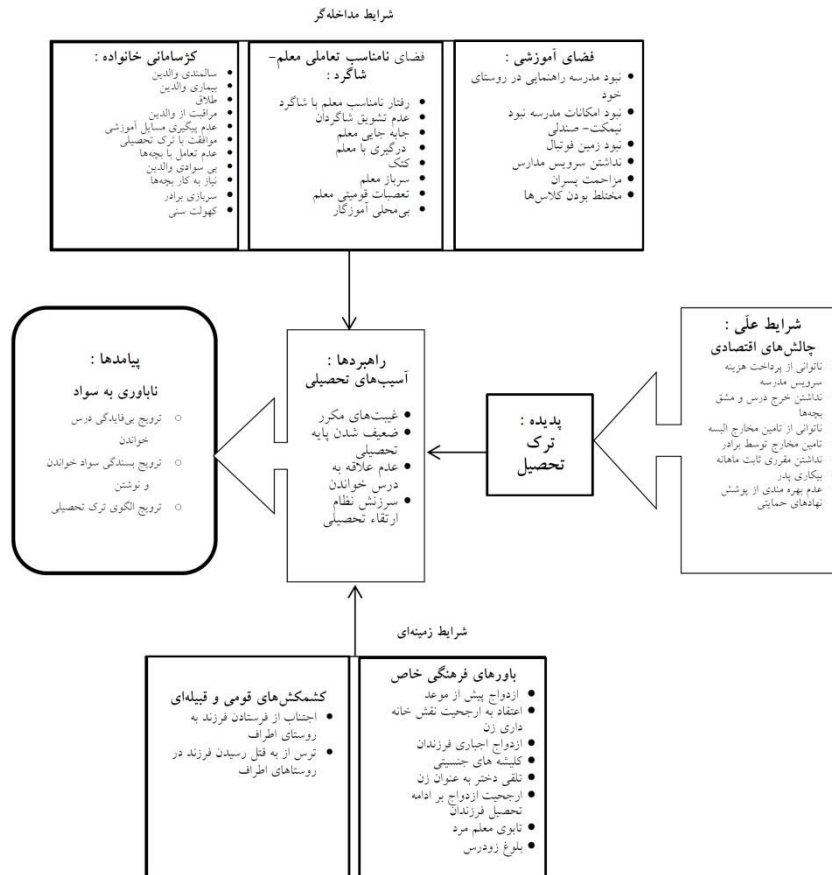 شرایط مداخله‌گر
فضای آموزشی :
نبود مدرسه راهنمایی در روستای
خود
نبود امکانات مدرسه نبود
نیمکت- صندلی
نبود زمین فوتبال
نداشتن سرویس مدارس
مزاحمت پسران
مختلط بودن کلاس‌ها
فضای نامناسب تعاملی معلم-
شاگرد :
رفتار نامناسب معلم با شاگرد
عدم تشویق شاگردان
جابه جایی معلم
درگیری با معلم
کتک
سرباز معلم
تعصبات قومیتی معلم
بی‌محلی آموزگار
کژسامانی خانواده :
سالمندی والدین
بیماری والدین
طلاق
مراقبت از والدین
عدم پیگیری مسایل آموزشی
موافقت با ترک تحصیلی
عدم تعامل با بچه‌ها
بی سوادی والدین
نیاز به کار بچه‌ها
سربازی برادر
کهولت سنی
شرایط علّی :
چالش‌های اقتصادی
ناتوانی از پرداخت هزینه
سرویس مدرسه
نداشتن خرج درس و مشق
بچه‌ها
ناتوانی از تامین مخارج البسه
تامین مخارج توسط برادر
نداشتن مقرری ثابت ماهانه
بیکاری پدر
عدم بهره مندی از پوشش
نهادهای حمایتی
پدیده :
ترک
تحصیل
راهبردها :
آسیب‌های تحصیلی
غیبت‌های مکرر
ضعیف شدن پایه
تحصیلی
عدم علاقه به
درس خواندن
سرزنش نظام
ارتقاء تحصیلی
پیامدها :
ناباوری به سواد
ترویج بی‌فایدگی درس
خواندن
ترویج بسندگی سواد خواندن
و نوشتن
ترویج الگوی ترک تحصیلی
شرایط زمینه‌ای
باورهای فرهنگی خاص
ازدواج پیش از موعد
اعتقاد به ارجحیت نقش خانه
داری زن
ازدواج اجباری فرزندان
کلیشه های جنسیتی
تلقی دختر به عنوان زن
ارجحیت ازدواج بر ادامه
تحصیل فرزندان
تابوی معلم مرد
بلوغ زودرس
کشمکش‌های قومی و قبیله‌ای
اجتناب از فرستادن فرزند به
روستای اطراف
ترس از به قتل رسیدن فرزند در
روستاهای اطراف